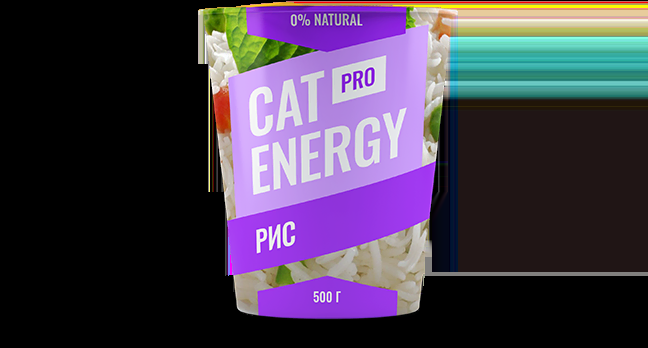 0% NATURAL
CAT PRO
ENERGY
РИС
500 Г